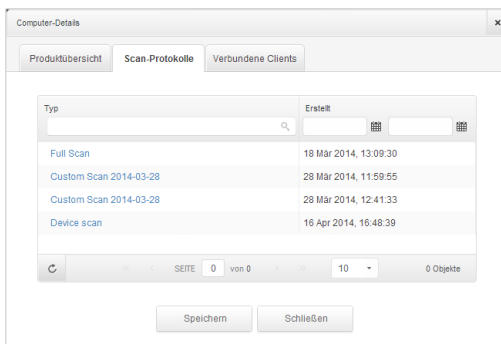 Computer-Details
Produktübersicht Scan-Protokolle Verbundene Clients
Typ Erstellt
Full Scan 18 Mär 2014, 13:09:30
Custom Scan 2014-03-28 28 Mär 2014, 11:59:55
Custom Scan 2014-03-28 28 Mär 2014, 12:41:33
Device scan 16 Apr 2014, 16:48:39
SEITE 0 von 0 10 0 Objekte
Speichern Schließen